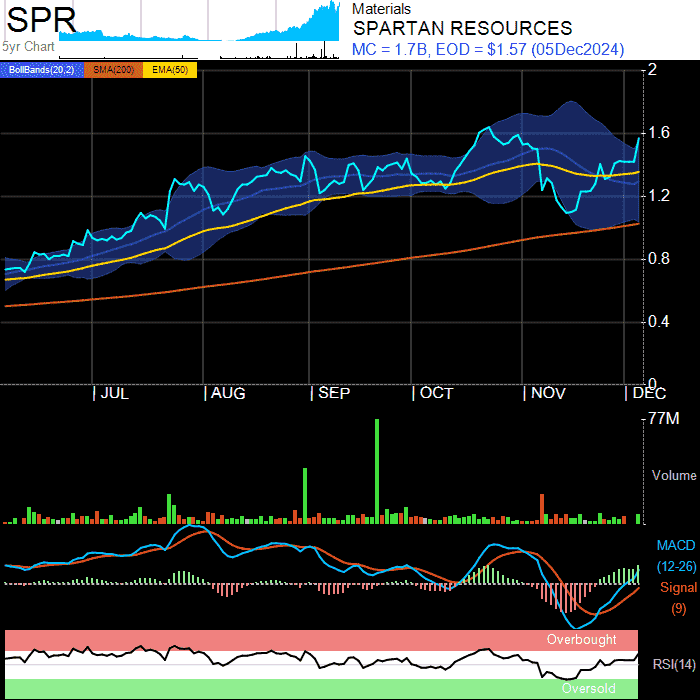 SPR
5yr Chart
Materials
SPARTAN RESOURCES
MC = 1.7B, EOD = $1.57 (05Dec2024)
BollBands(20,2) SMA(200) EMA(50)
2
1.6
1.2
0.8
0.4
0
JUL AUG SEP OCT NOV DEC
77M
Volume
MACD
(12-26)
Signal
(9)
Overbought
RSI(14)
Oversold